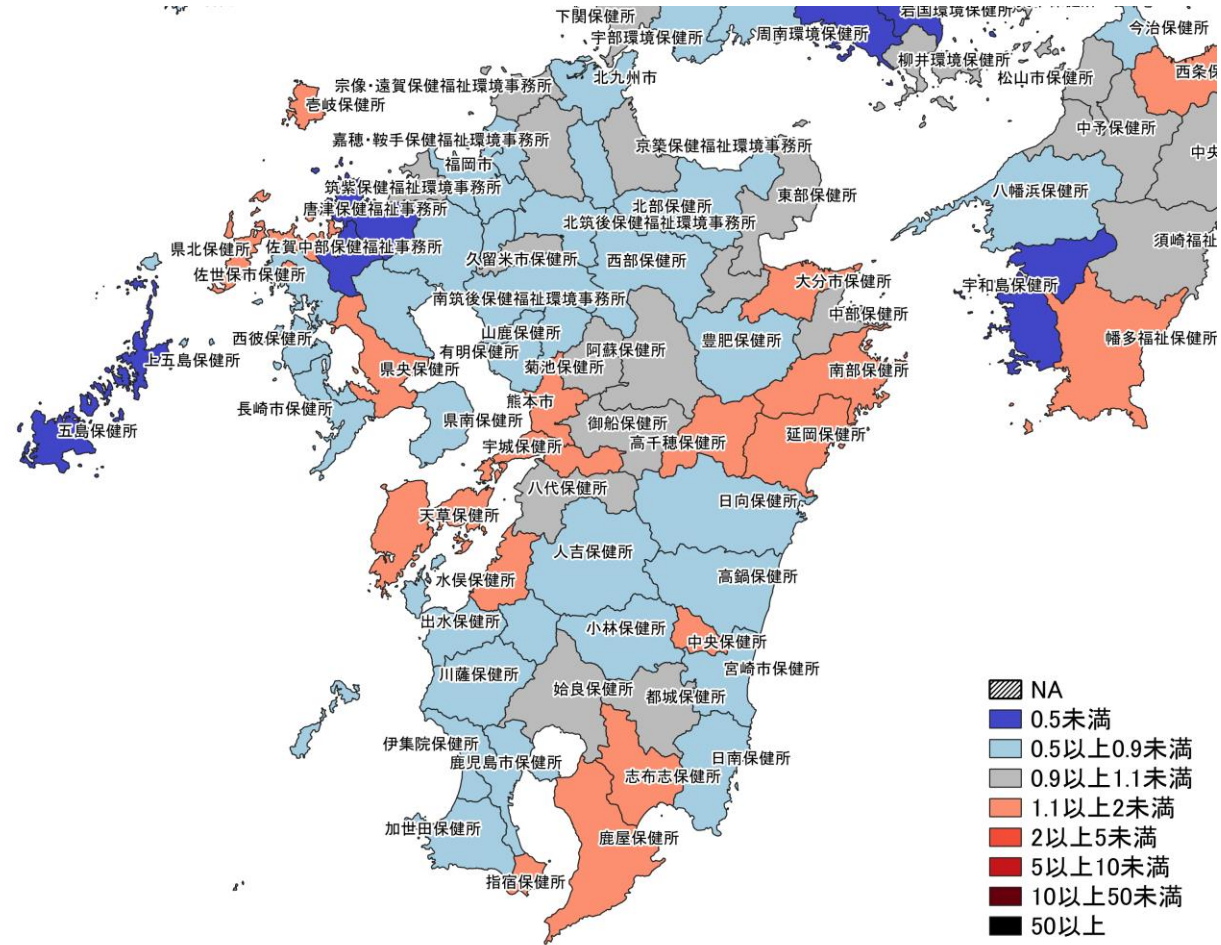 下関保健所
岩国環境保健所
宇部環境保健所
周南環境保健所
今治保健所
柳井環境保健所
北九州市
松山市保健所
西条保
宗像・遠賀保健福祉環境事務所
壱岐保健所
嘉穂・鞍手保健福祉環境事務所
京築保健福祉環境事務所
中予保健所
中央
福岡市
筑紫保健福祉環境事務所
東部保健所
八幡浜保健所
唐津保健福祉事務所
北部保健所
北筑後保健福祉環境事務所
須崎福祉
県北保健所
佐賀中部保健福祉事務所
久留米市保健所
西部保健所
佐世保市保健所
大分市保健所
宇和島保健所
南筑後保健福祉環境事務所
中部保健所
西彼保健所
山鹿保健所
豊肥保健所
幡多福祉保健所
上五島保健所
有明保健所
阿蘇保健所
県央保健所
菊池保健所
南部保健所
長崎市保健所
熊本市
県南保健所
御船保健所
五島保健所
宇城保健所
高千穂保健所
延岡保健所
八代保健所
日向保健所
天草保健所
人吉保健所
水俣保健所
高鍋保健所
出水保健所
小林保健所
中央保健所
宮崎市保健所
川薩保健所
姶良保健所
都城保健所
伊集院保健所
鹿児島市保健所
日南保健所
志布志保健所
加世田保健所
鹿屋保健所
指宿保健所
NA
0.5未満
0.5以上0.9未満
0.9以上1.1未満
1.1以上2未満
2以上5未満
5以上10未満
10以上50未満
50以上